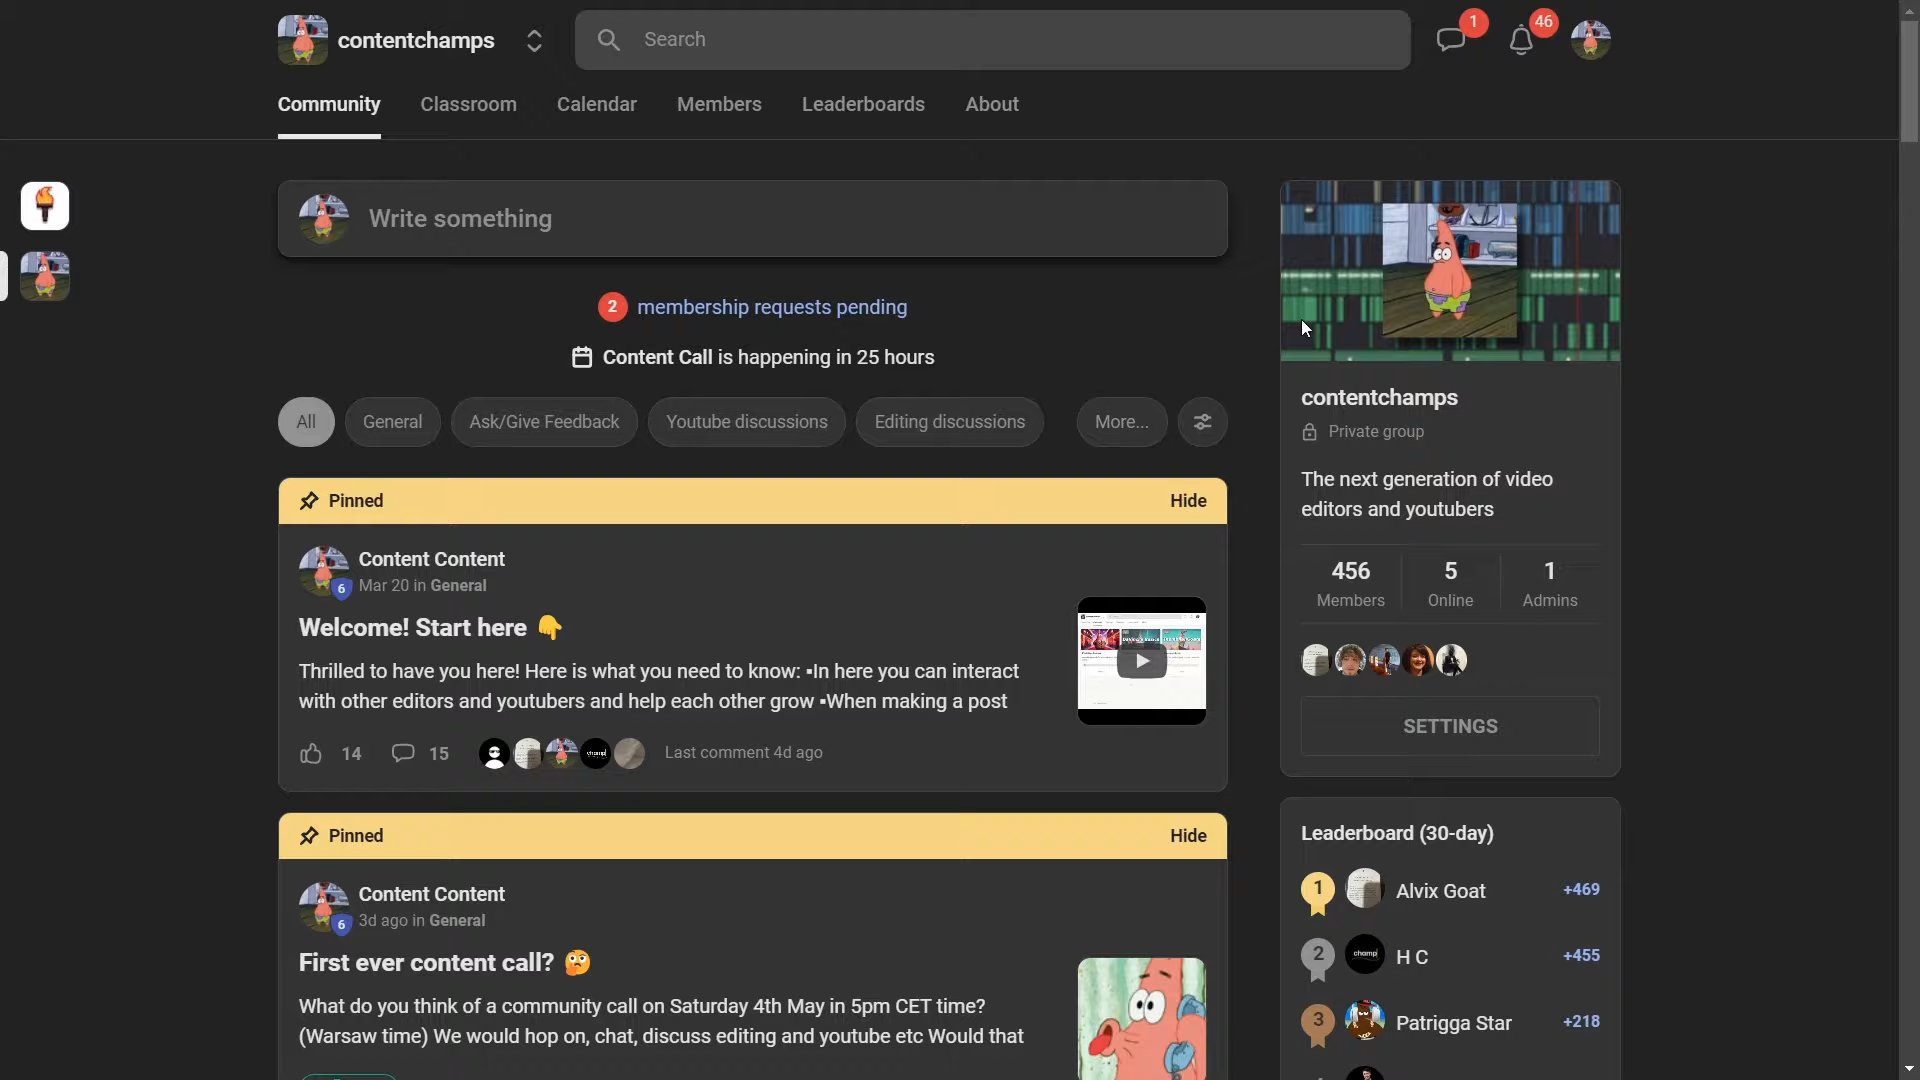 contentchamps
Search
1
46
Community
Classroom
Calendar
Members
Leaderboards
About
Write something
2 membership requests pending
Content Call is happening in 25 hours
All
General
Ask/Give Feedback
Youtube discussions
Editing discussions
More...
Pinned
Hide
Content Content
6
Mar 20 in General
Welcome! Start here 👇
Thrilled to have you here! Here is what you need to know: ▪️In here you can interact
with other editors and youtubers and help each other grow ▪️When making a post
14
15
champ
Last comment 4d ago
Pinned
Hide
Content Content
6
3d ago in General
First ever content call? 🤔
What do you think of a community call on Saturday 4th May in 5pm CET time?
(Warsaw time) We would hop on, chat, discuss editing and youtube etc Would that
contentchamps
Private group
The next generation of video
editors and youtubers
456
Members
5
Online
1
Admins
SETTINGS
Leaderboard (30-day)
1
Alvix Goat
+469
2
champ
H C
+455
3
Patrigga Star
+218